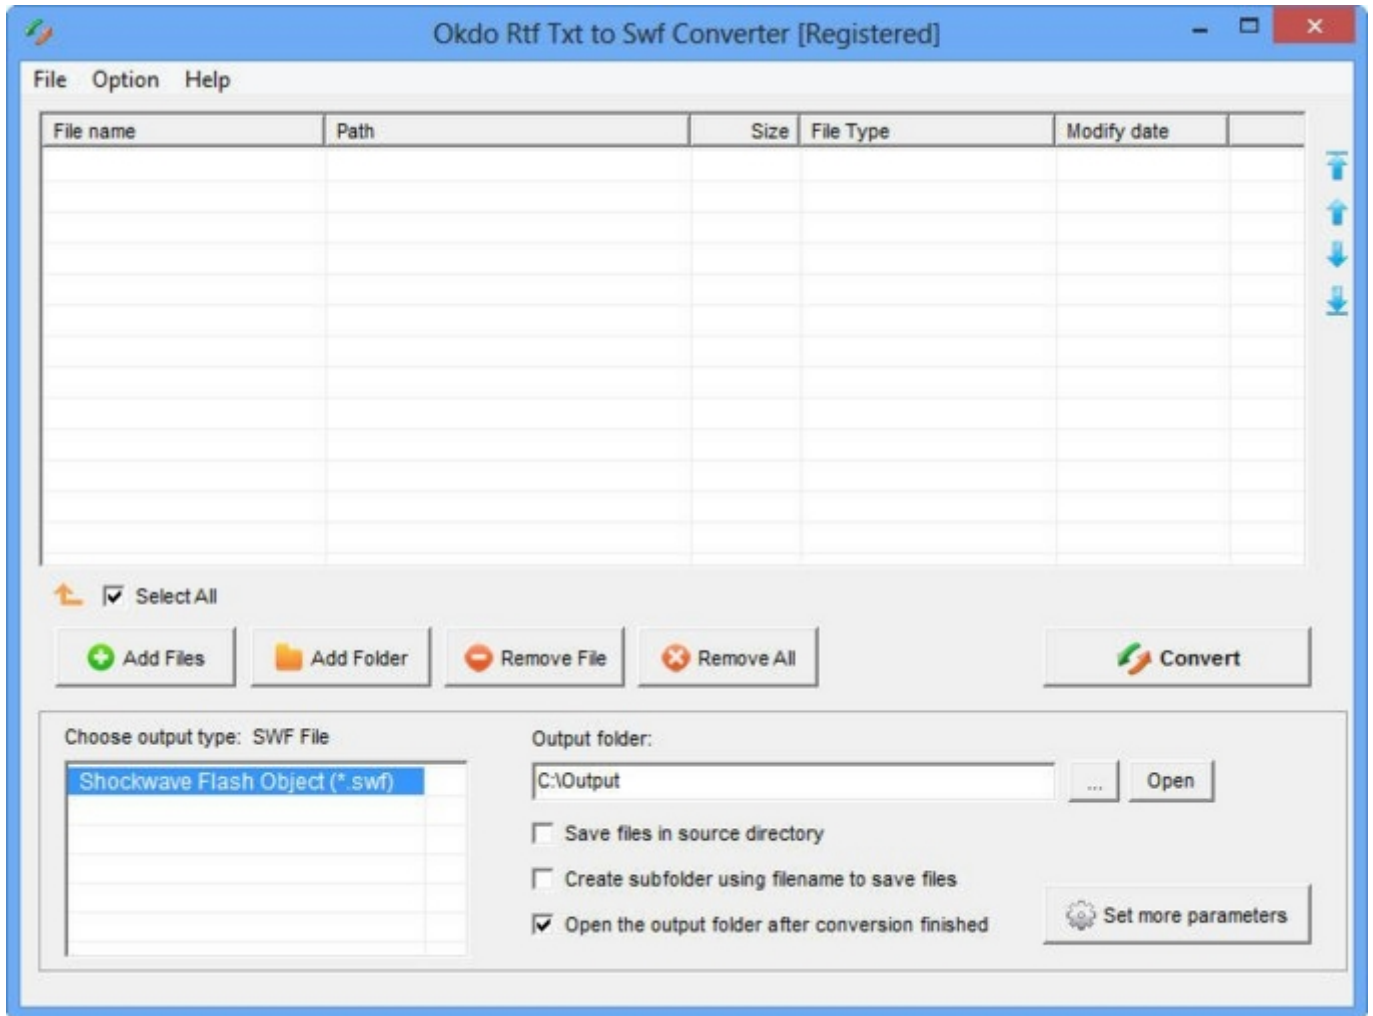 Okdo Rtf Txt to Swf Converter [Registered]
File Option Help
File name Path Size File Type Modify date
Select All
Add Files Add Folder Remove File Remove All Convert
Choose output type: SWF File
Shockwave Flash Object (*.swf)
Output folder:
C:\Output ... Open
Save files in source directory
Create subfolder using filename to save files
Open the output folder after conversion finished
Set more parameters